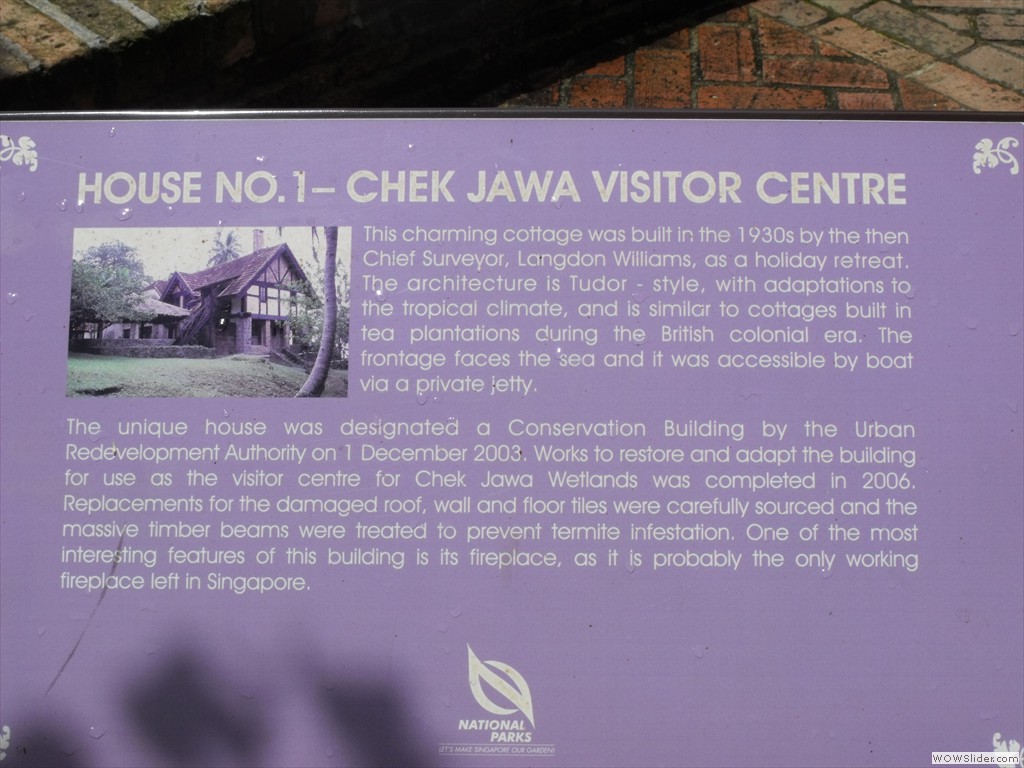 HOUSE NO.1– CHEK JAWA VISITOR CENTRE
This charming cottage was built in the 1930s by the then
Chief Surveyor, Langdon Williams, as a holiday retreat.
The architecture is Tudor - style, with adaptations to
the tropical climate, and is similar to cottages built in
tea plantations during the British colonial era. The
frontage faces the sea and it was accessible by boat
via a private jetty.
The unique house was designated a Conservation Building by the Urban
Redevelopment Authority on 1 December 2003. Works to restore and adapt the building
for use as the visitor centre for Chek Jawa Wetlands was completed in 2006.
Replacements for the damaged roof, wall and floor tiles were carefully sourced and the
massive timber beams were treated to prevent termite infestation. One of the most
interesting features of this building is its fireplace, as it is probably the only working
fireplace left in Singapore.
NATIONAL
PARKS
LET'S MAKE SINGAPORE OUR GARDEN
WOWSlider.com